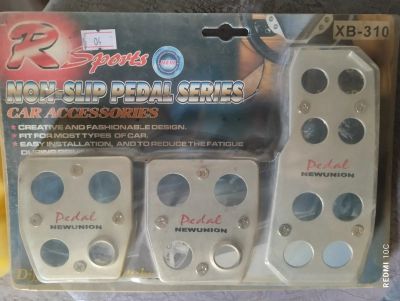 R Sports
04
XB-310
NON-SLIP PEDAL SERIES
CAR ACCESSORIES
CREATIVE AND FASHIONABLE DESIGN.
FIT FOR MOST TYPES OF CAR.
EASY INSTALLATION, AND TO REDUCE THE FATIGUE
Pedal
NEWUNION
Pedal
NEWUNION
Pedal
NEWUNION
REDMI 10C